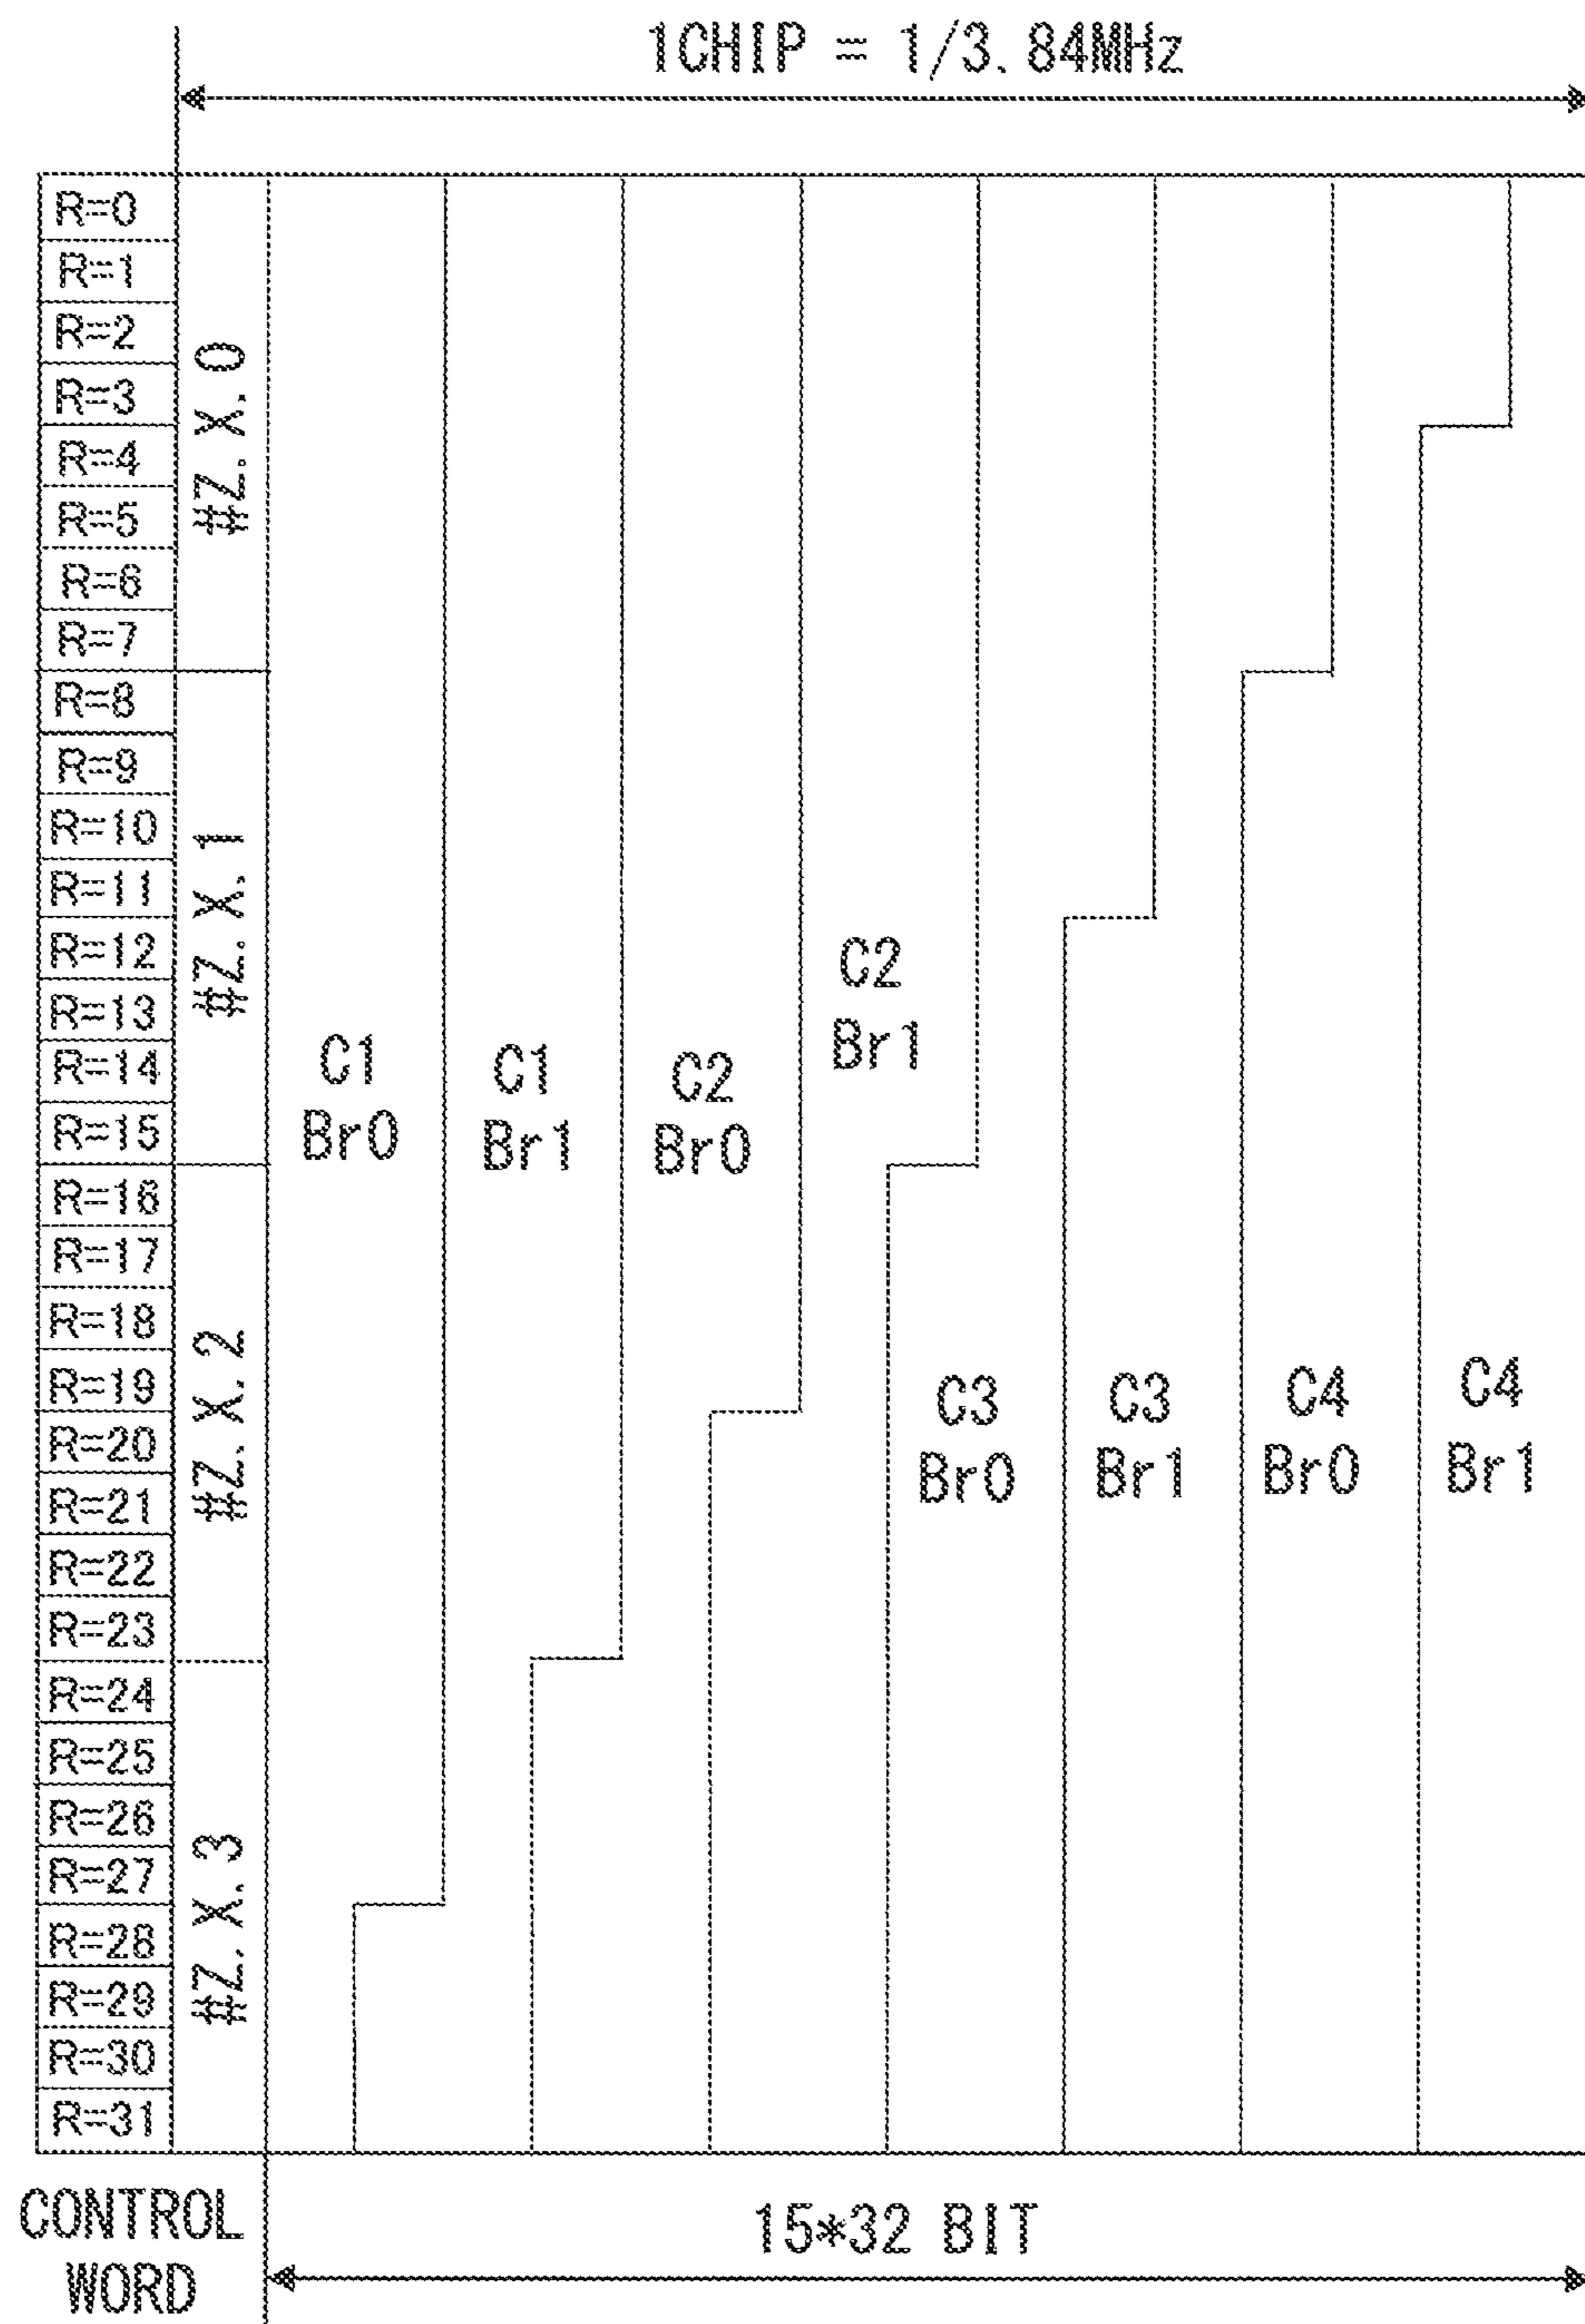 1CHIP = 1/3.84MHz
R=0
R=1
R=2
R=3
R=4
R=5
R=6
R=7
R=8
R=9
R=10
R=11
R=12
R=13
R=14
R=15
R=16
R=17
R=18
R=19
R=20
R=21
R=22
R=23
R=24
R=25
R=26
R=27
R=28
R=29
R=30
R=31
#Z.X.0
#Z.X.1
#Z.X.2
#Z.X.3
C1
Br0
C1
Br1
C2
Br0
C2
Br1
C3
Br0
C3
Br1
C4
Br0
C4
Br1
CONTROL
WORD
15*32 BIT